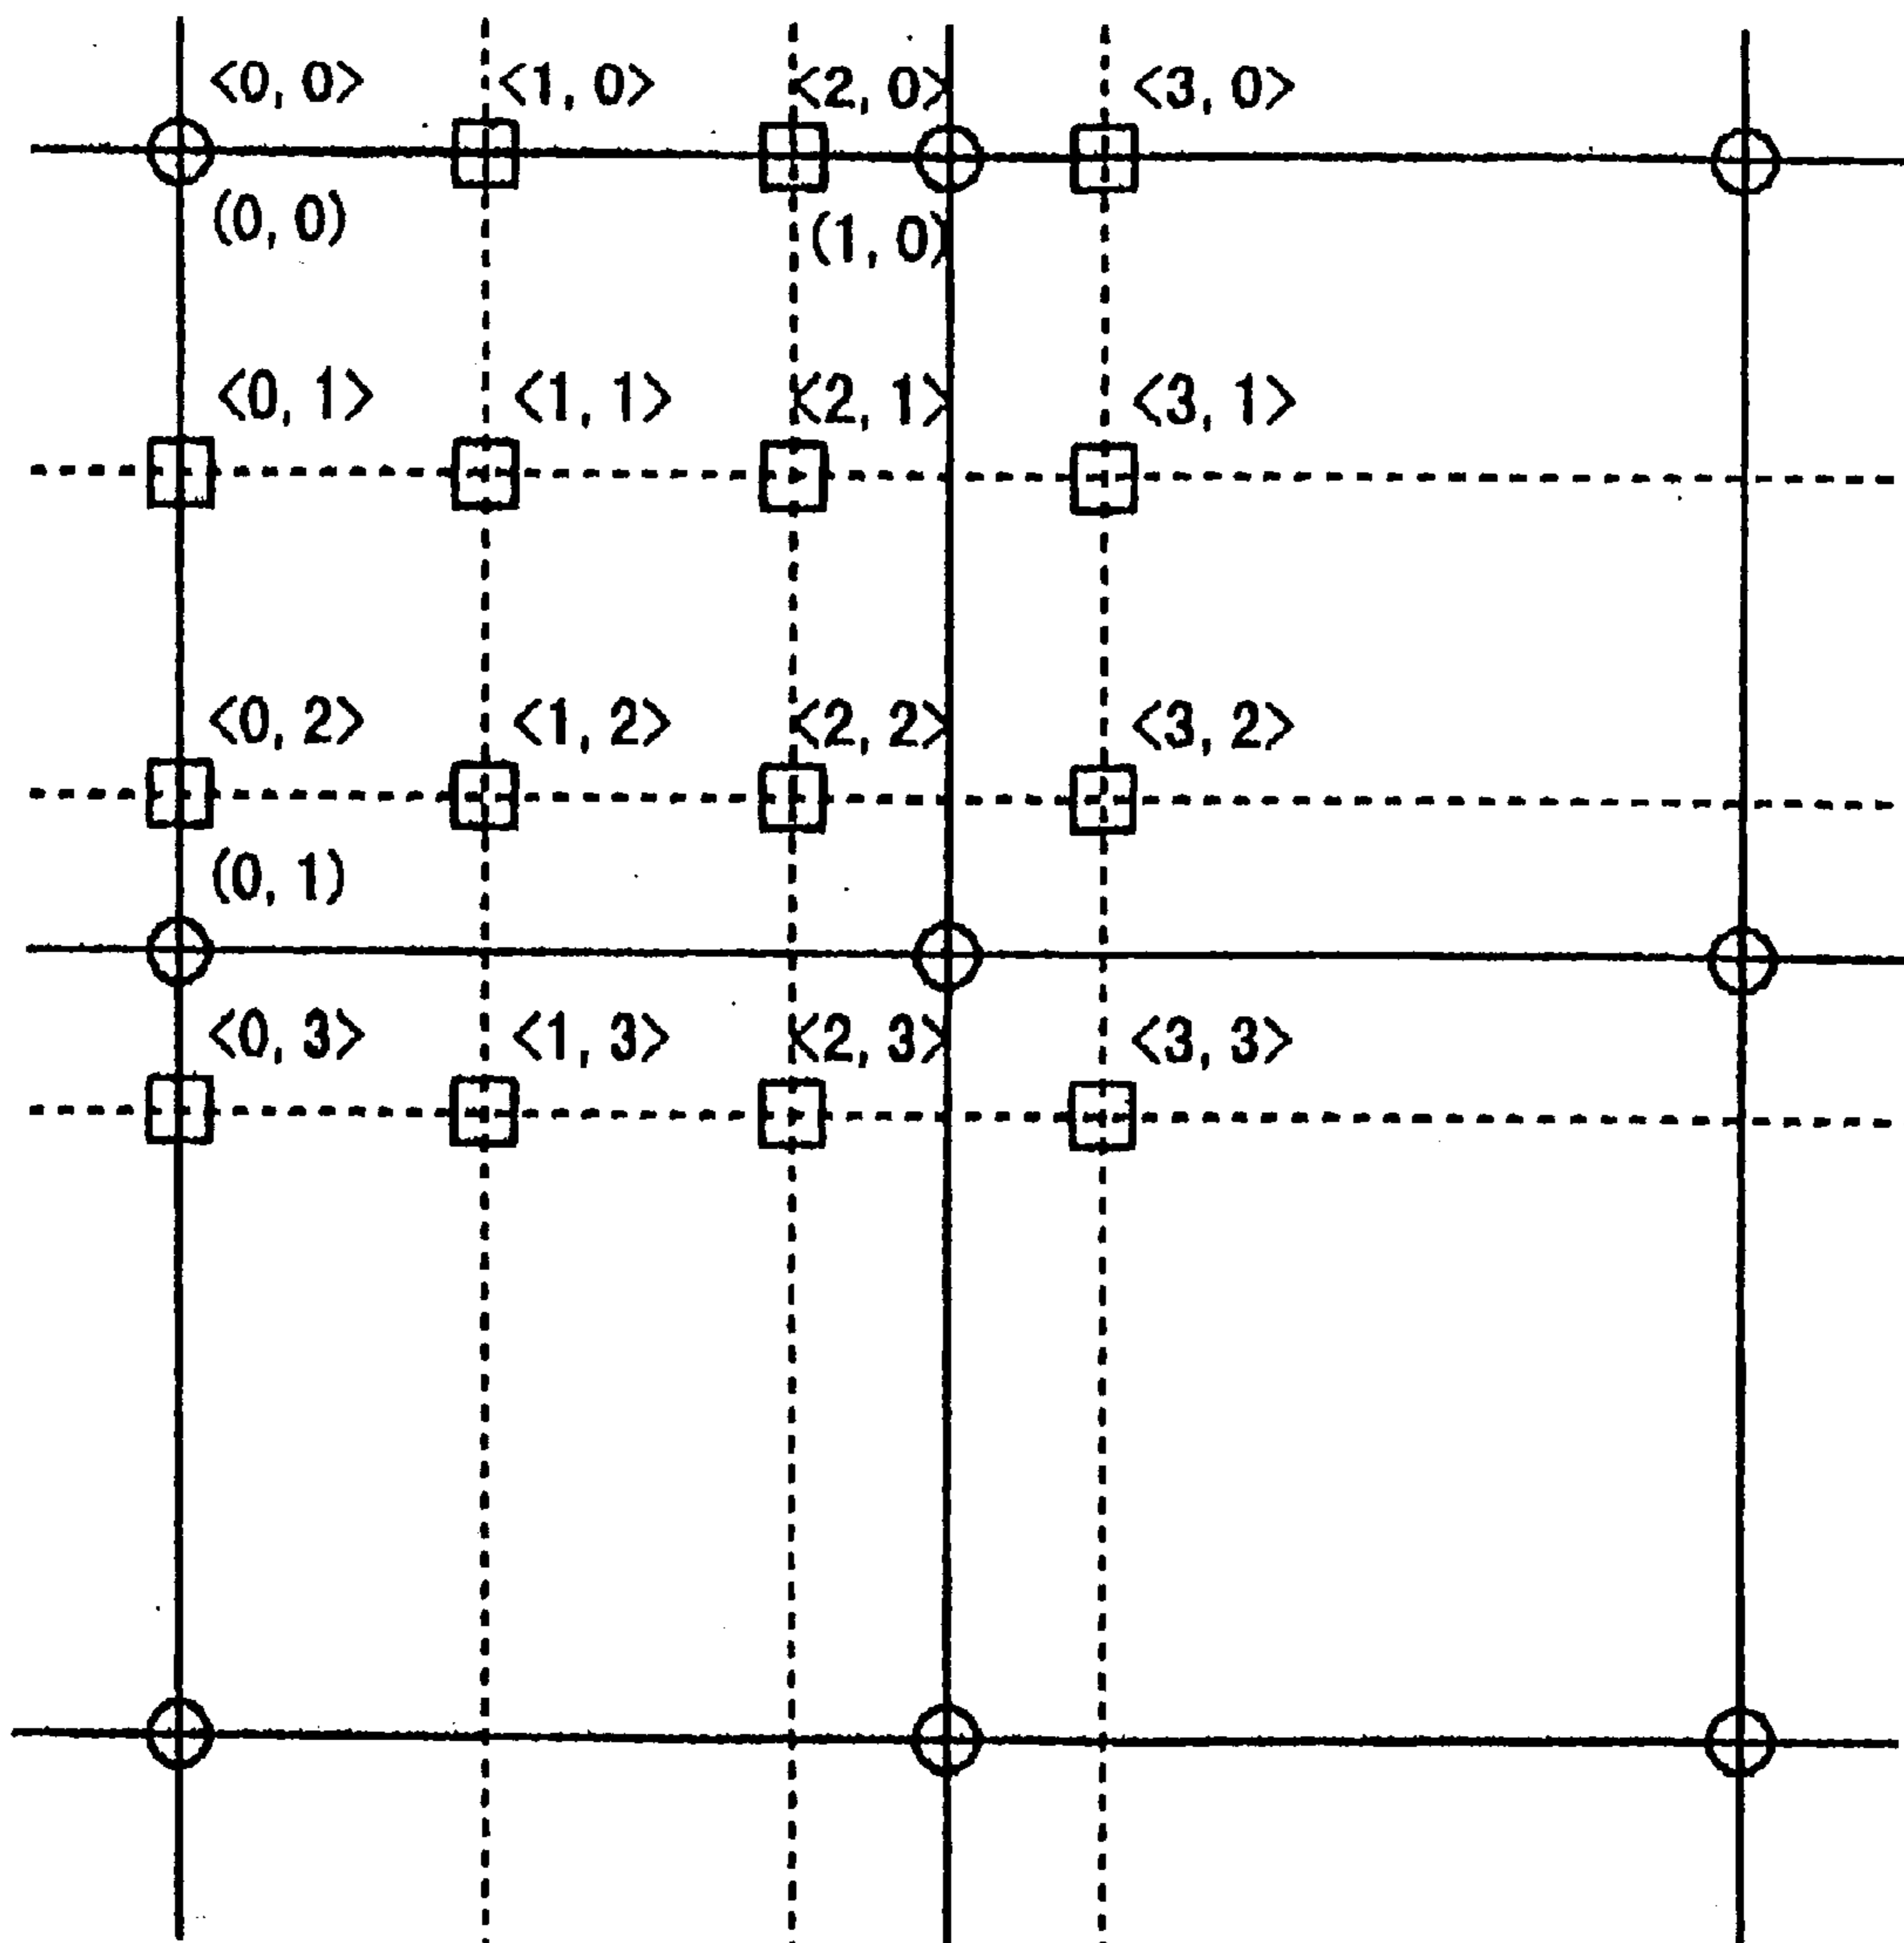 <0, 0> <1, 0> <2, 0> <3, 0>
(0, 0) (1, 0)
<0, 1> <1, 1> <2, 1> <3, 1>
<0, 2> <1, 2> <2, 2> <3, 2>
(0, 1)
<0, 3> <1, 3> <2, 3> <3, 3>